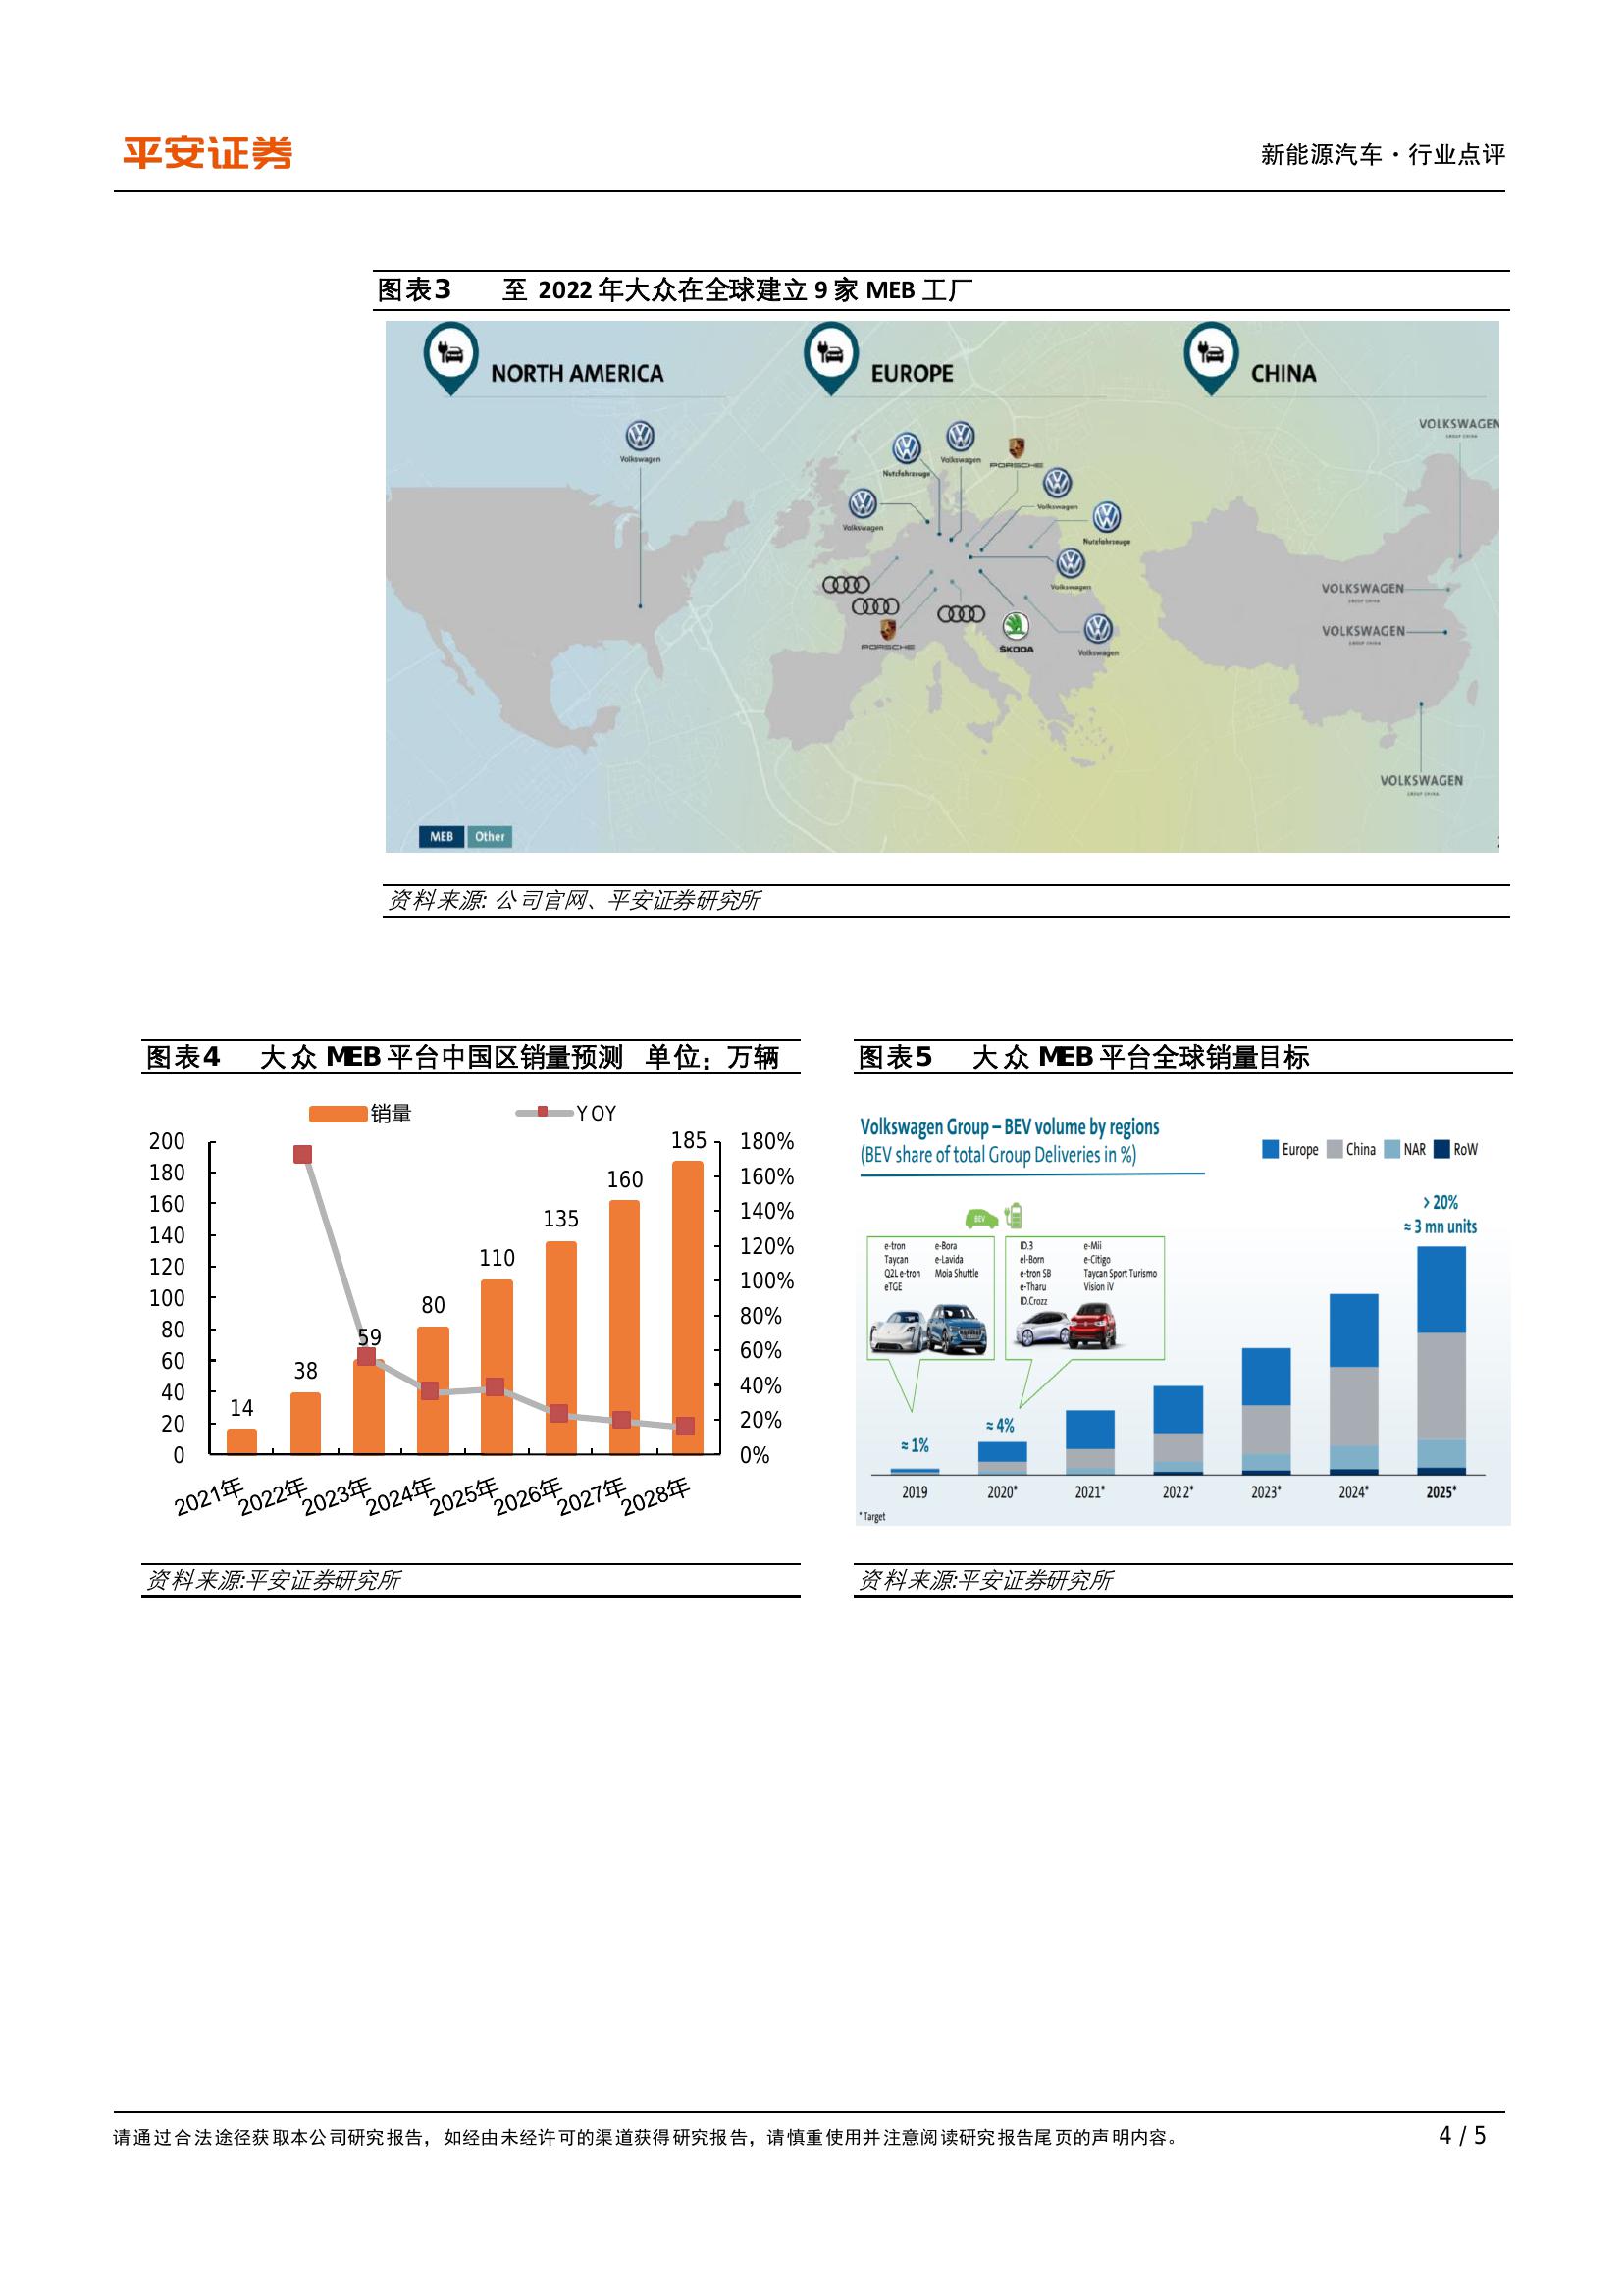 平安证券
新能源汽车·行业点评
图表3 至 2022 年大众在全球建立 9 家 MEB 工厂
NORTH AMERICA
EUROPE
CHINA
VOLKSWAGEN
GROUP CHINA
Volkswagen
Nutzfahrzeuge
Volkswagen
PORSCHE
Volkswagen
Volkswagen
Nutzfahrzeuge
Volkswagen
VOLKSWAGEN
GROUP CHINA
VOLKSWAGEN
GROUP CHINA
PORSCHE
ŠKODA
Volkswagen
VOLKSWAGEN
GROUP CHINA
MEB Other
资料来源: 公司官网、平安证券研究所
图表4 大众 MEB 平台中国区销量预测 单位：万辆
销量 YOY
200
180
160
140
120
100
80
60
40
20
0
14
38
59
80
110
135
160
185
180%
160%
140%
120%
100%
80%
60%
40%
20%
0%
2021年
2022年
2023年
2024年
2025年
2026年
2027年
2028年
资料来源:平安证券研究所
图表5 大众 MEB 平台全球销量目标
Volkswagen Group – BEV volume by regions
(BEV share of total Group Deliveries in %)
Europe China NAR RoW
> 20%
≈ 3 mn units
BEV
e-tron e-Bora
Taycan e-Lavida
Q2L e-tron Moia Shuttle
eTGE
ID.3 e-Mii
el-Born e-Citigo
e-tron SB Taycan Sport Turismo
e-Tharu Vision iV
ID.Crozz
≈ 1%
≈ 4%
2019 2020* 2021* 2022* 2023* 2024* 2025*
* Target
资料来源:平安证券研究所
请通过合法途径获取本公司研究报告，如经由未经许可的渠道获得研究报告，请慎重使用并注意阅读研究报告尾页的声明内容。
4 / 5